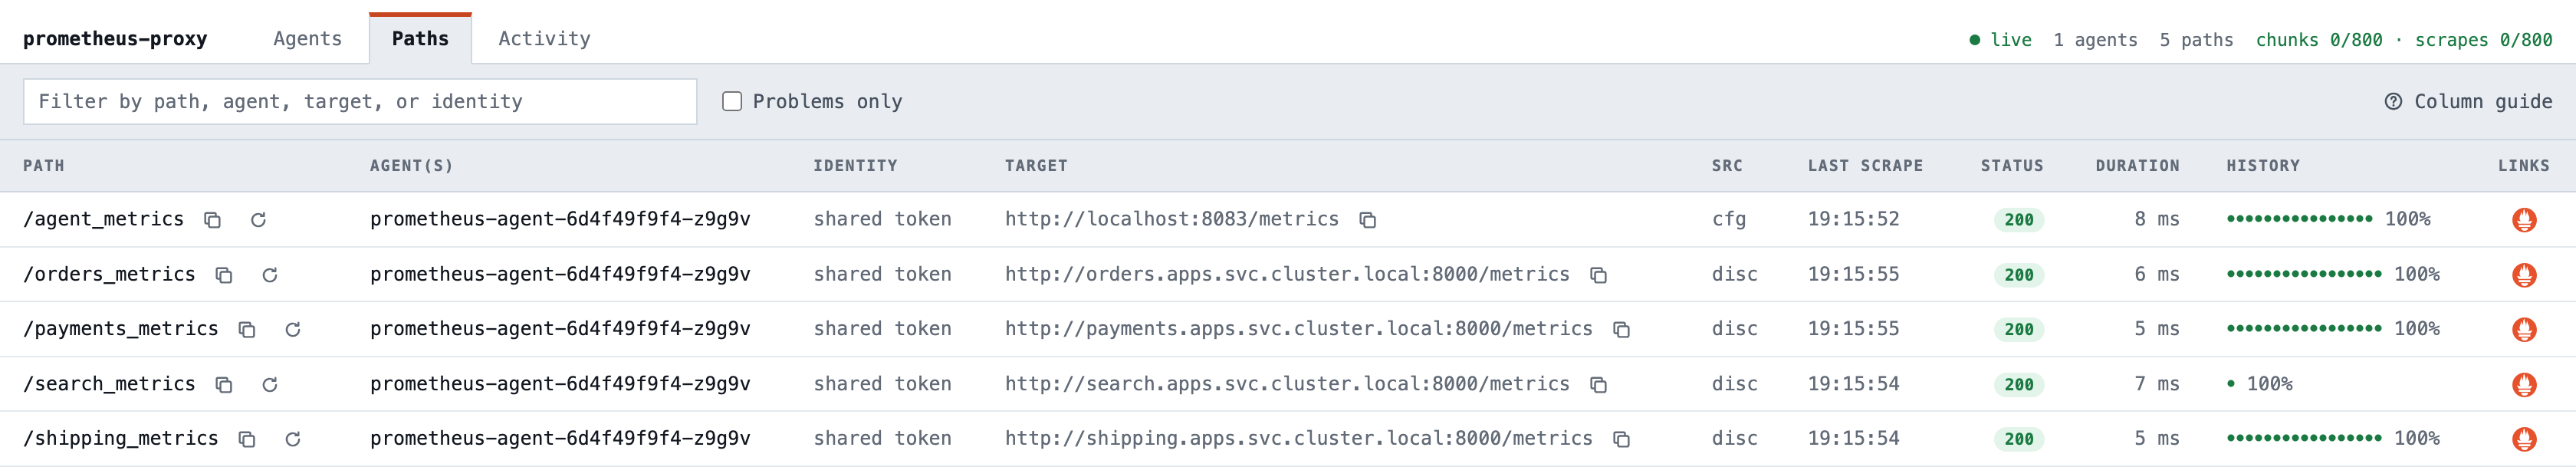 prometheus-proxy Agents Paths Activity live 1 agents 5 paths chunks 0/800 · scrapes 0/800
Filter by path, agent, target, or identity Problems only Column guide
PATH AGENT(S) IDENTITY TARGET SRC LAST SCRAPE STATUS DURATION HISTORY LINKS
/agent_metrics prometheus-agent-6d4f49f9f4-z9g9v shared token http://localhost:8083/metrics cfg 19:15:52 200 8 ms 100%
/orders_metrics prometheus-agent-6d4f49f9f4-z9g9v shared token http://orders.apps.svc.cluster.local:8000/metrics disc 19:15:55 200 6 ms 100%
/payments_metrics prometheus-agent-6d4f49f9f4-z9g9v shared token http://payments.apps.svc.cluster.local:8000/metrics disc 19:15:55 200 5 ms 100%
/search_metrics prometheus-agent-6d4f49f9f4-z9g9v shared token http://search.apps.svc.cluster.local:8000/metrics disc 19:15:54 200 7 ms 100%
/shipping_metrics prometheus-agent-6d4f49f9f4-z9g9v shared token http://shipping.apps.svc.cluster.local:8000/metrics disc 19:15:54 200 5 ms 100%